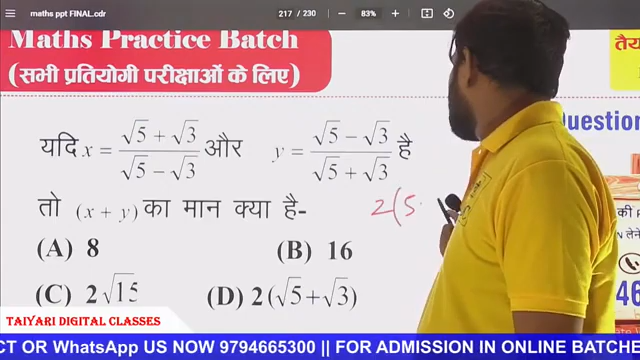 maths ppt FINAL.cdr
217 / 230
83%
Maths Practice Batch
(सभी प्रतियोगी परीक्षाओं के लिए)
यदि x = (√5 + √3)/(√5 − √3) और y = (√5 − √3)/(√5 + √3) है
तो (x + y) का मान क्या है-
2(5
(A) 8
(B) 16
(C) 2√15
(D) 2(√5+√3)
Question
की
लेने
46
TAIYARI DIGITAL CLASSES
CT OR WhatsApp US NOW 9794665300 || FOR ADMISSION IN ONLINE BATCHE